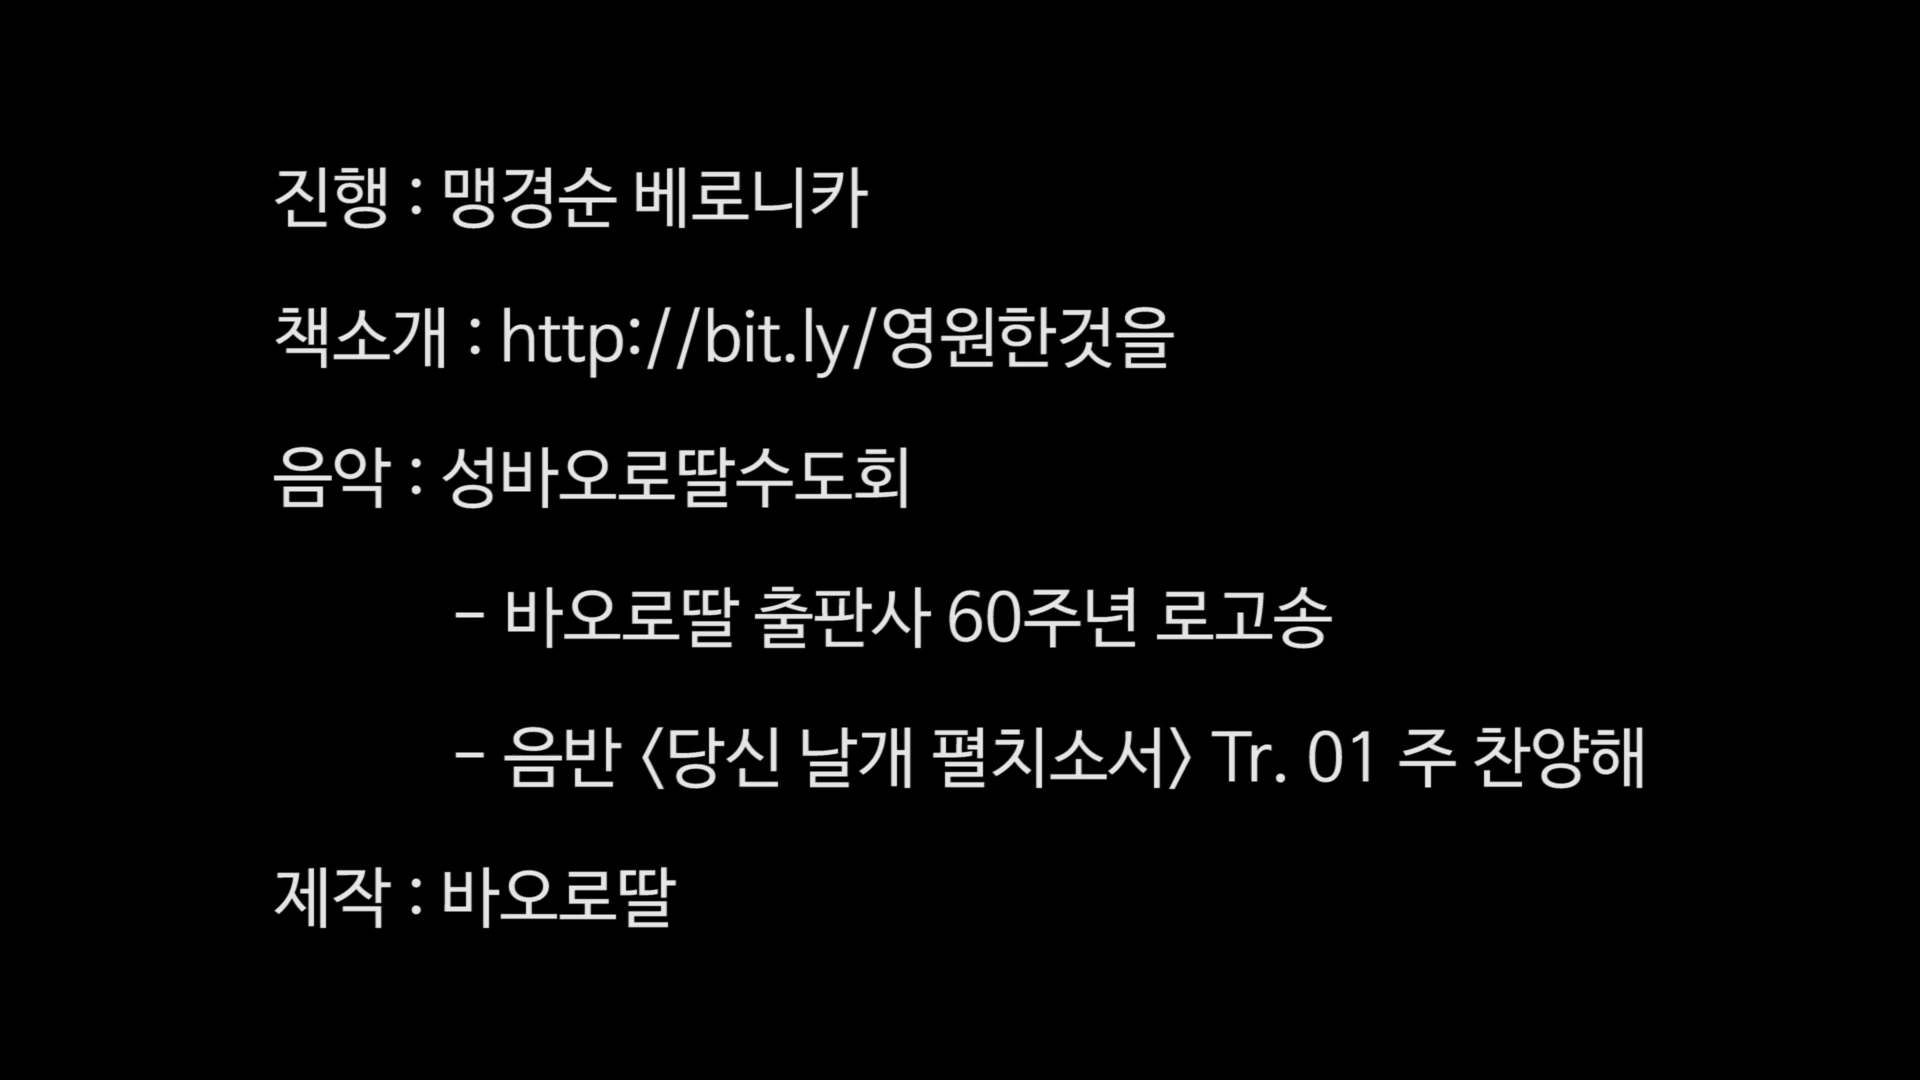 진행 : 맹경순 베로니카
책소개 : http://bit.ly/영원한것을
음악 : 성바오로딸수도회
- 바오로딸 출판사 60주년 로고송
- 음반 〈당신 날개 펼치소서〉 Tr. 01 주 찬양해
제작 : 바오로딸